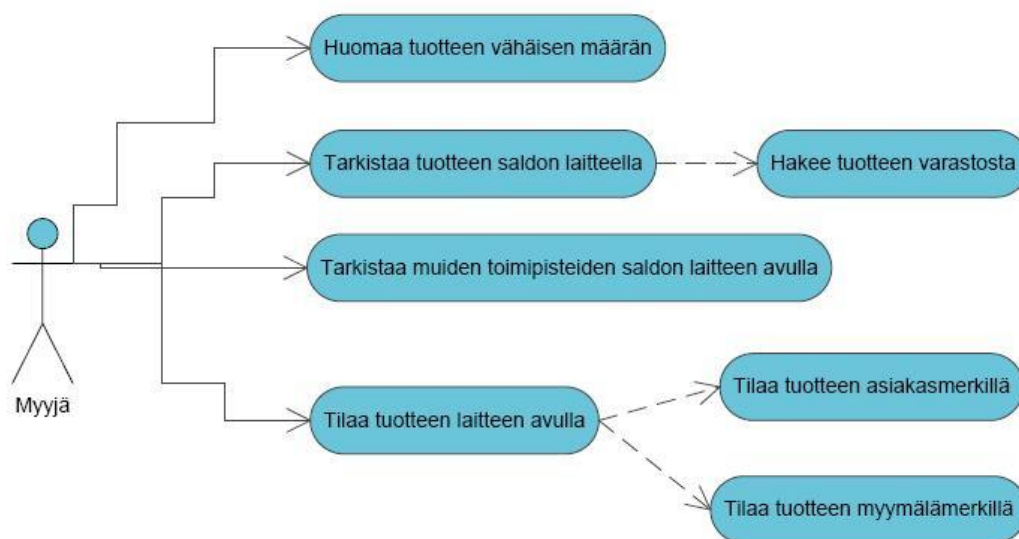 Huomaa tuotteen vähäisen määrän
Tarkistaa tuotteen saldon laitteella
Hakee tuotteen varastosta
Tarkistaa muiden toimipisteiden saldon laitteen avulla
Myyjä
Tilaa tuotteen laitteen avulla
Tilaa tuotteen asiakasmerkillä
Tilaa tuotteen myymälämerkillä